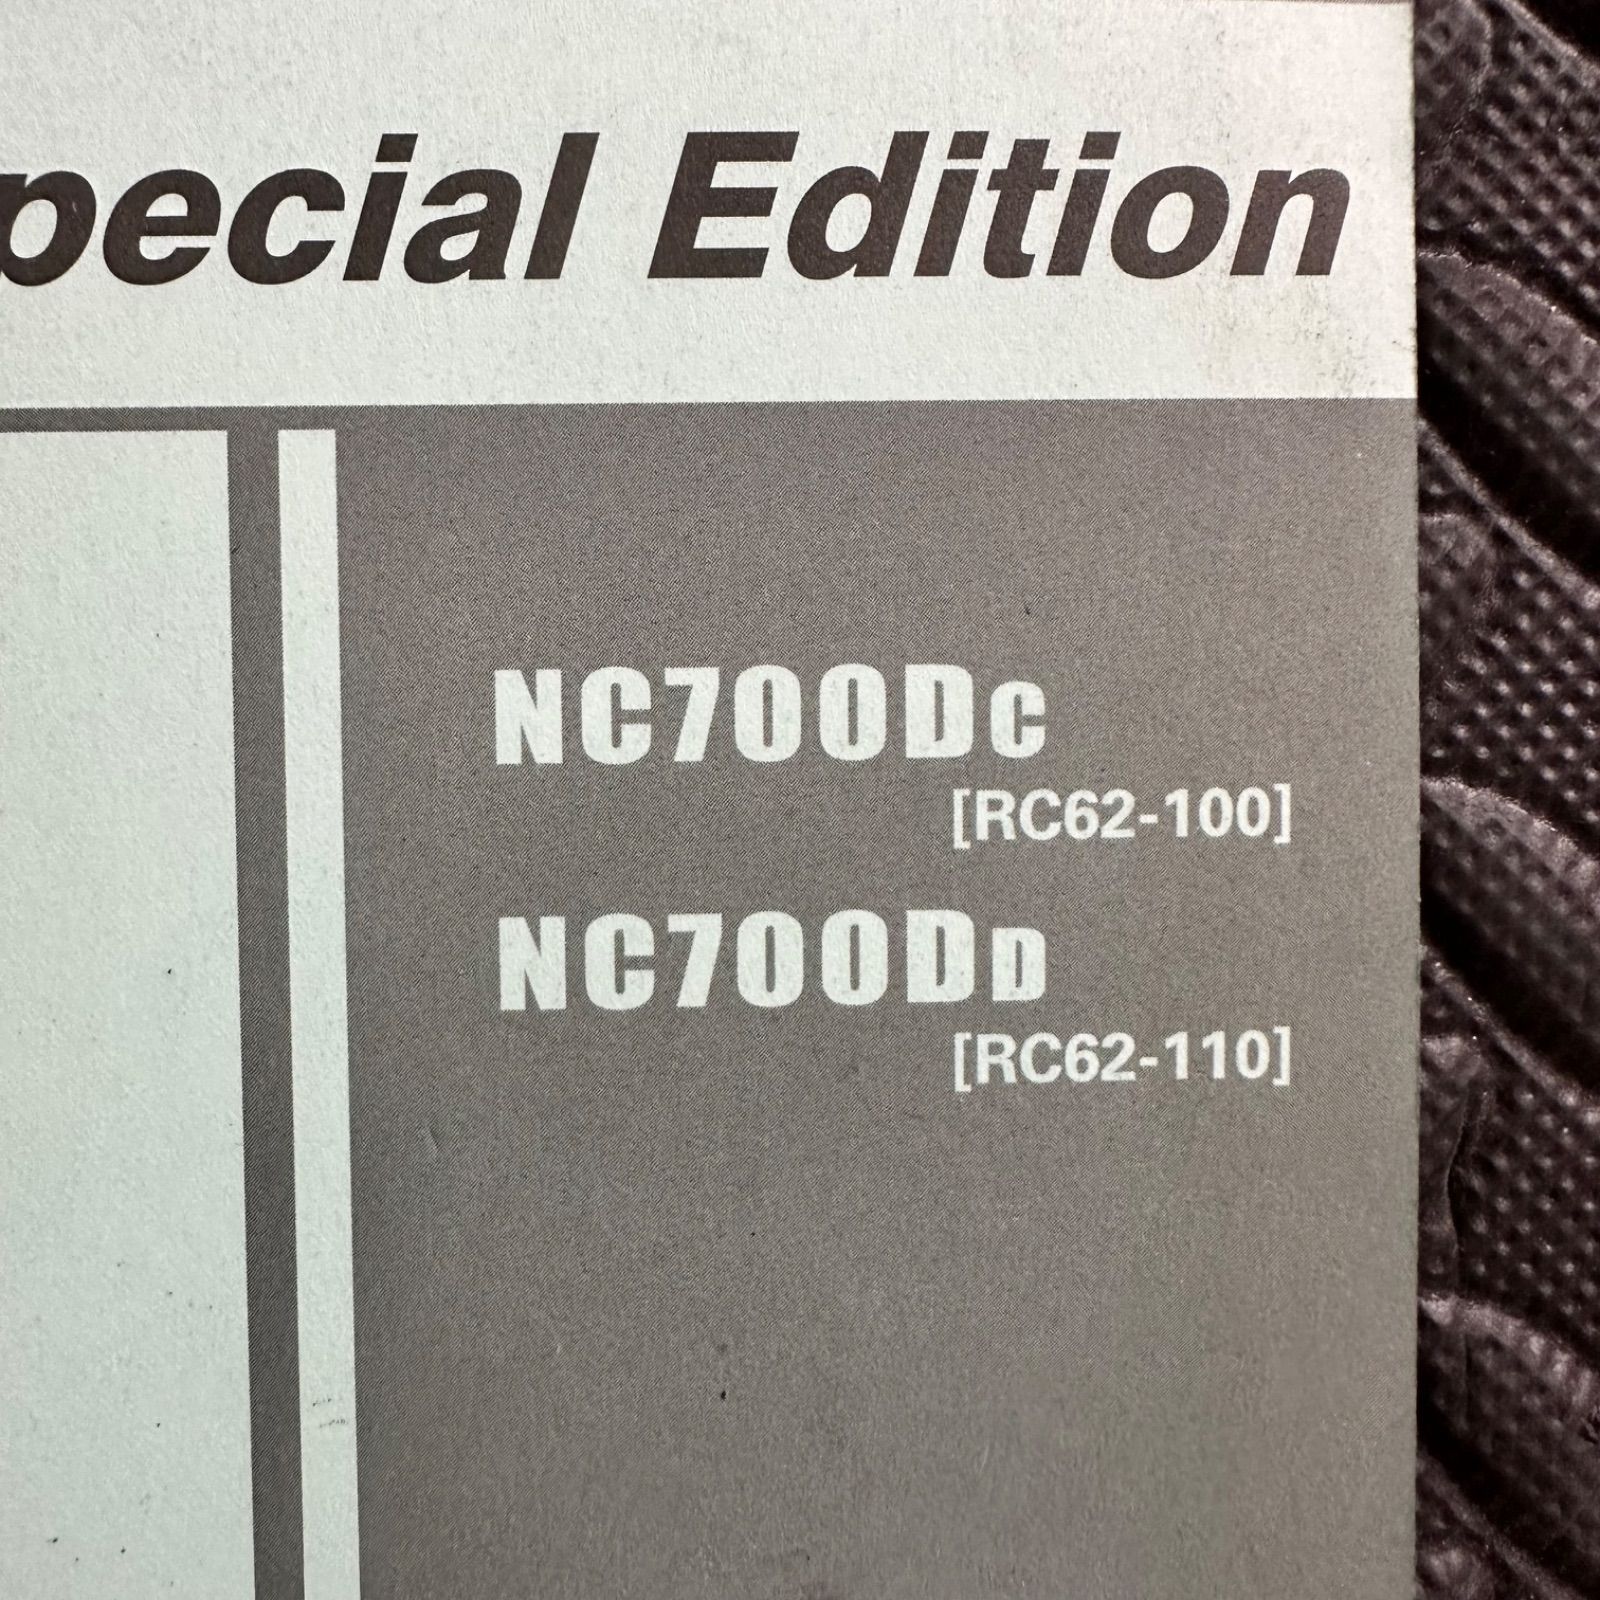 pecial Edition
NC700Dc
[RC62-100]
NC700DD
[RC62-110]